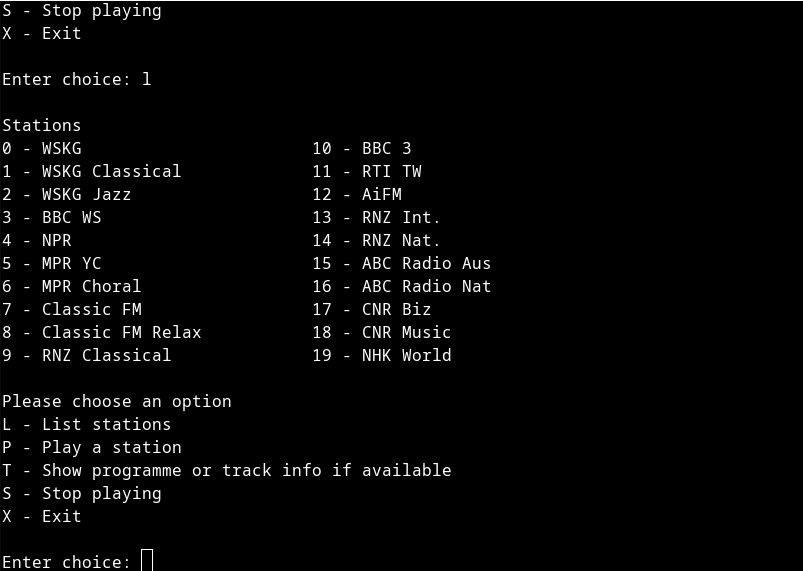 S - Stop playing
X - Exit
Enter choice: l
Stations
0 - WSKG                       10 - BBC 3
1 - WSKG Classical             11 - RTI TW
2 - WSKG Jazz                  12 - AiFM
3 - BBC WS                     13 - RNZ Int.
4 - NPR                        14 - RNZ Nat.
5 - MPR YC                     15 - ABC Radio Aus
6 - MPR Choral                 16 - ABC Radio Nat
7 - Classic FM                 17 - CNR Biz
8 - Classic FM Relax           18 - CNR Music
9 - RNZ Classical              19 - NHK World
Please choose an option
L - List stations
P - Play a station
T - Show programme or track info if available
S - Stop playing
X - Exit
Enter choice: